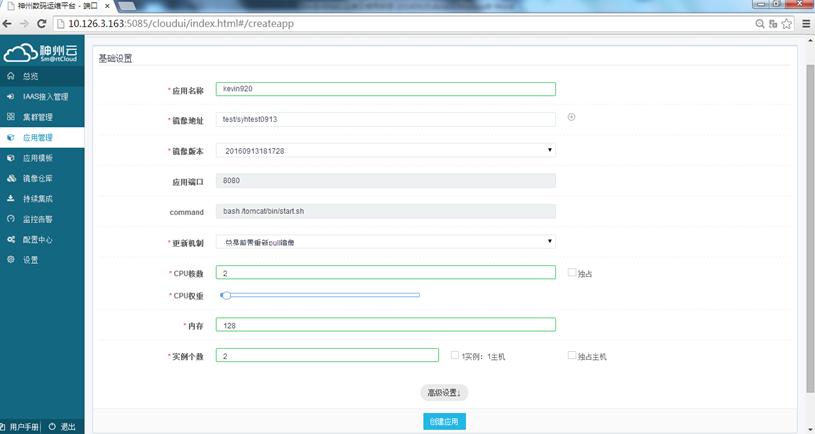 神州数码运维平台 - 端口
10.126.3.163:5085/cloudui/index.html#/createapp
神州云
Sm@rtCloud
总览
IAAS接入管理
集群管理
应用管理
应用模板
镜像仓库
持续集成
监控告警
配置中心
设置
用户手册
退出
基础设置
* 应用名称 kevin920
* 镜像地址 test/syhtest0913
* 镜像版本 20160913181728
应用端口 8080
command bash /tomcat/bin/start.sh
* 更新机制 总是前需重新pull镜像
* CPU核数 2 独占
* CPU权重
* 内存 128
* 实例个数 2 1实例：1主机 独占主机
高级设置↓
创建应用